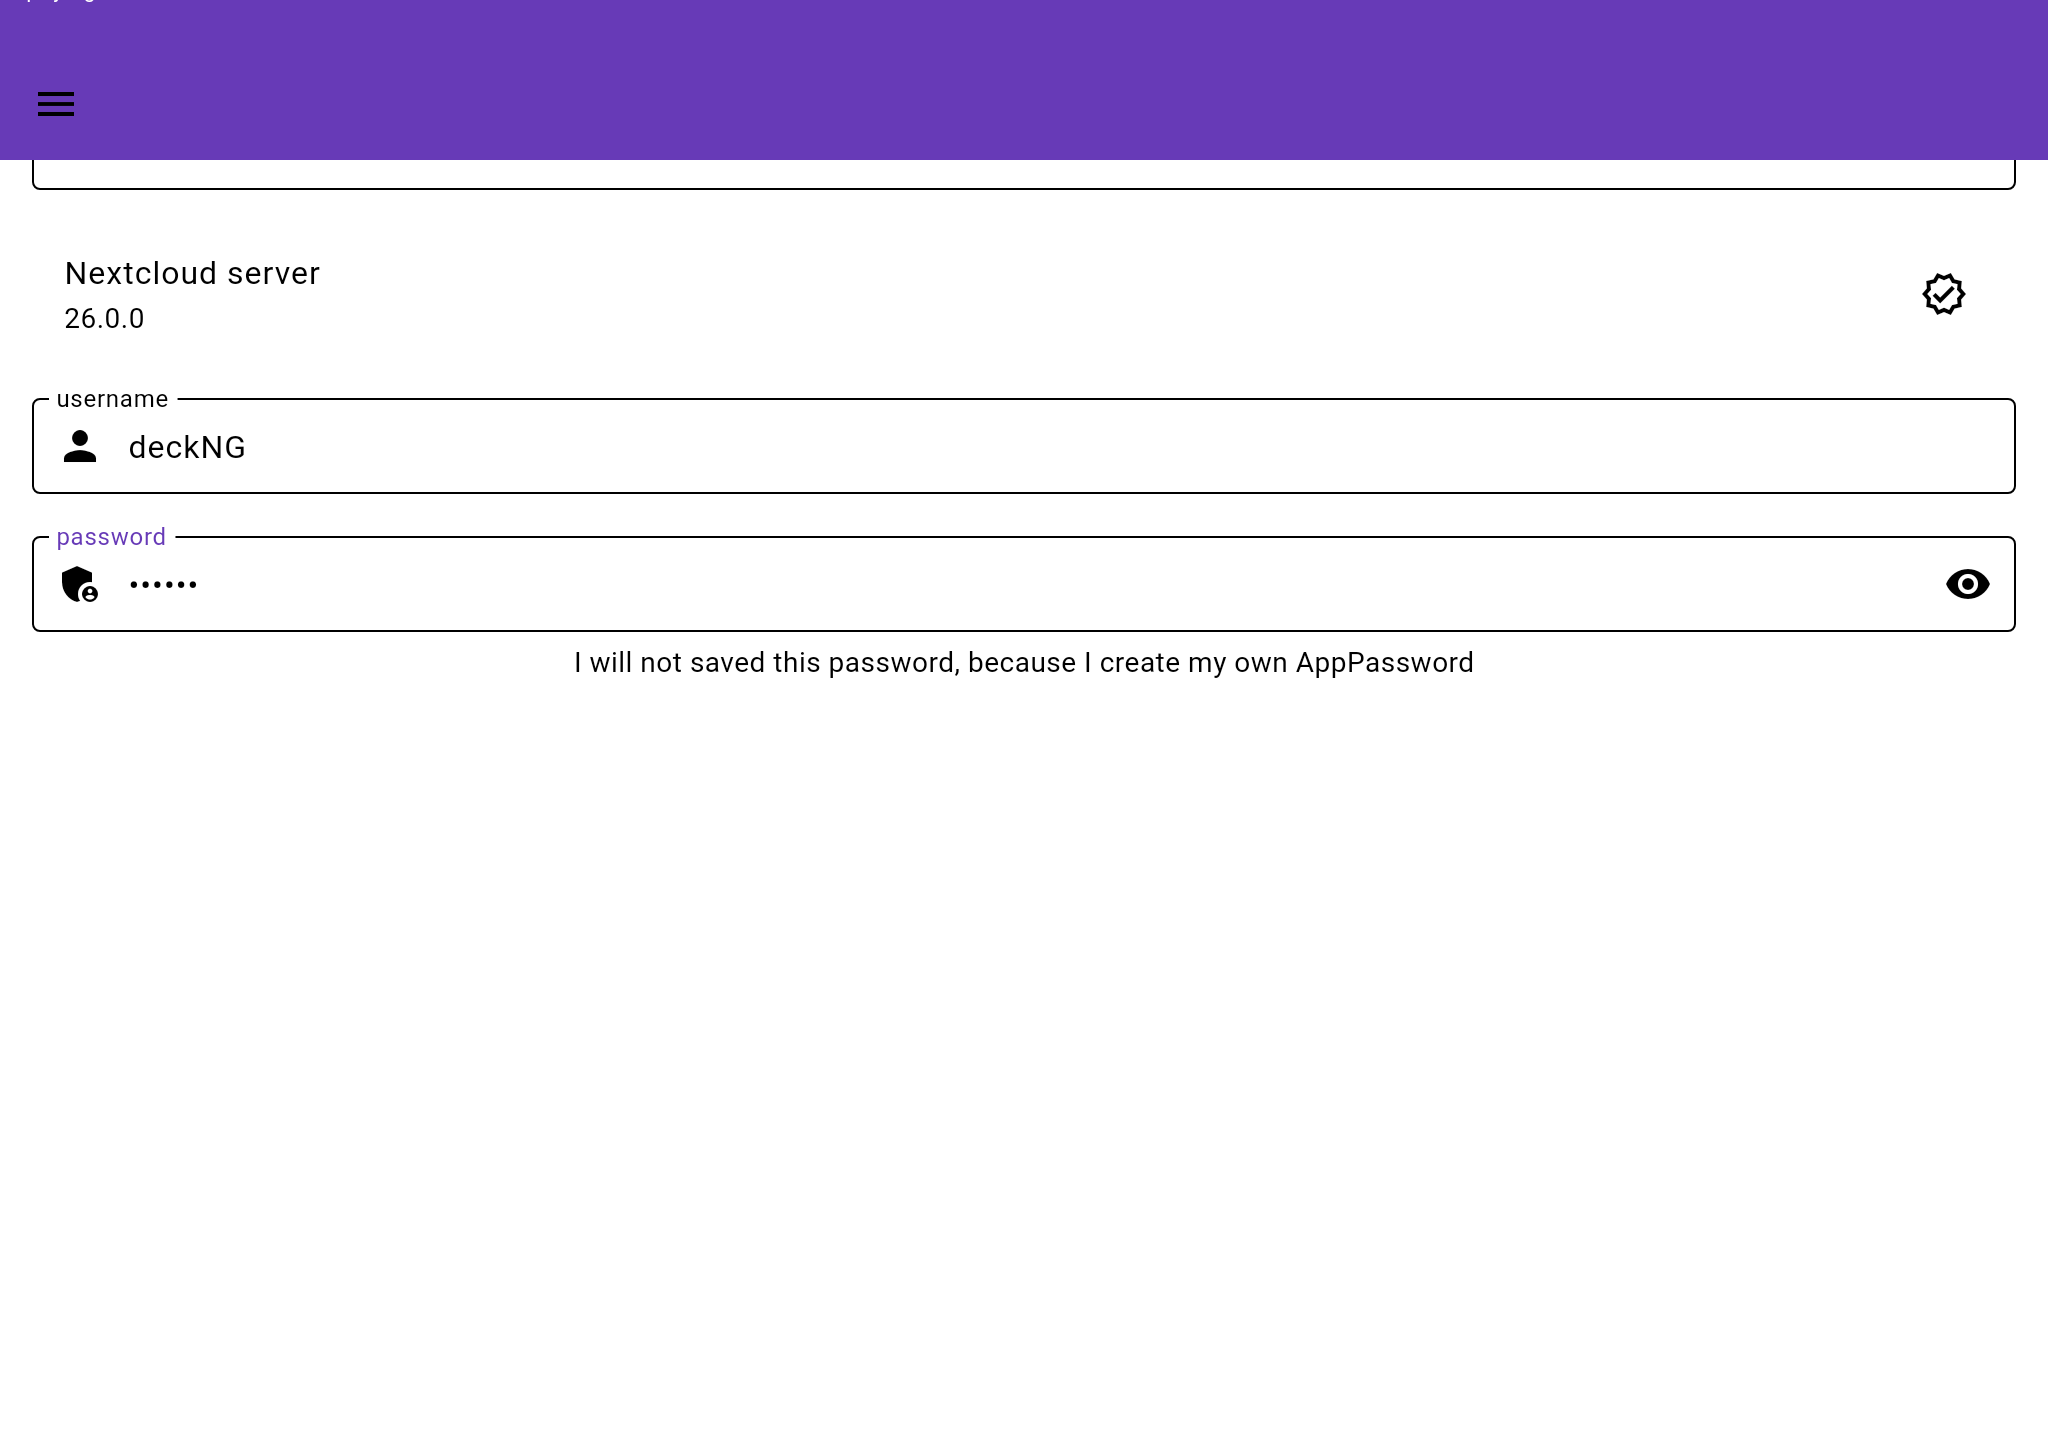 Nextcloud server
26.0.0
username
deckNG
password
••••••
I will not saved this password, because I create my own AppPassword